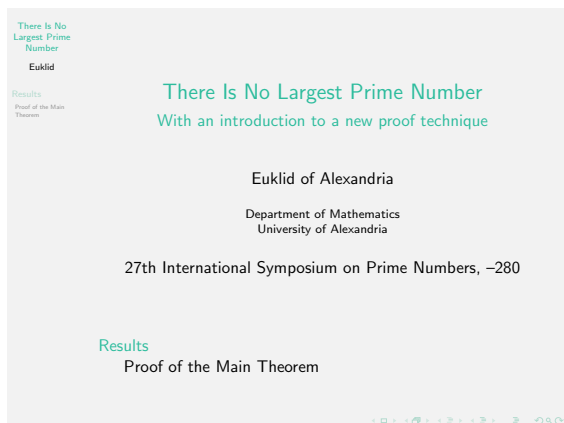 There Is No
Largest Prime
Number
Euklid
Results
Proof of the Main
Theorem
There Is No Largest Prime Number
With an introduction to a new proof technique
Euklid of Alexandria
Department of Mathematics
University of Alexandria
27th International Symposium on Prime Numbers, –280
Results
Proof of the Main Theorem